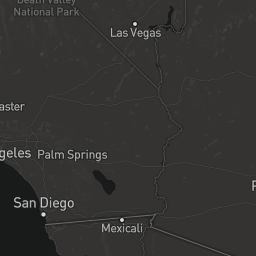 Death Valley
National Park
Las Vegas
aster
geles
Palm Springs
San Diego
Mexicali